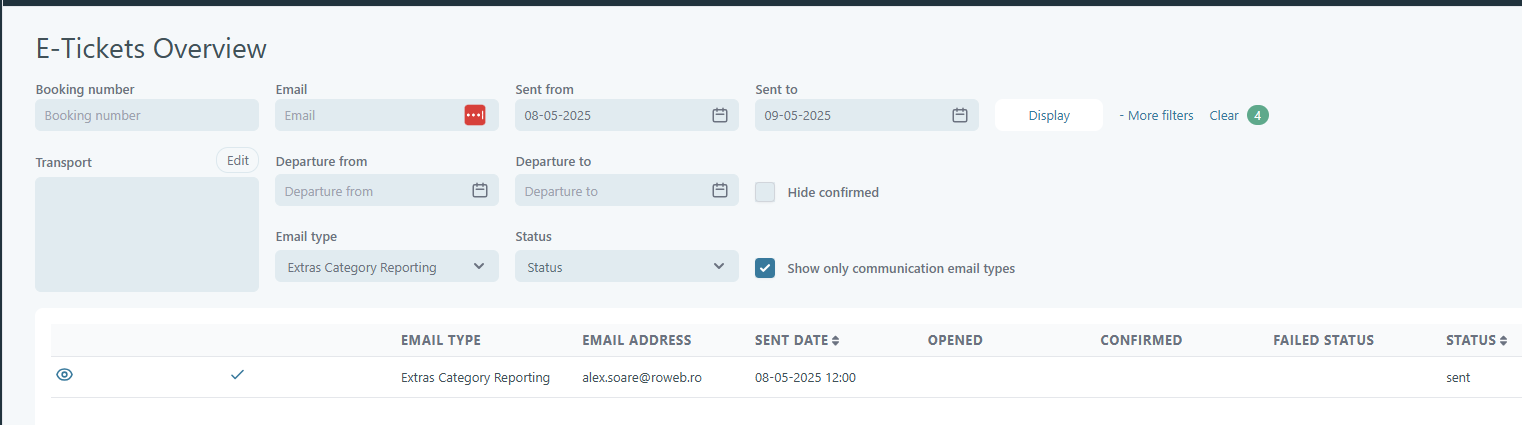 E-Tickets Overview
Booking number Email Sent from Sent to
Booking number Email 08-05-2025 09-05-2025 Display - More filters Clear 4
Transport Edit Departure from Departure to
Departure from Departure to Hide confirmed
Email type Status
Extras Category Reporting Status Show only communication email types
EMAIL TYPE EMAIL ADDRESS SENT DATE OPENED CONFIRMED FAILED STATUS STATUS
Extras Category Reporting alex.soare@roweb.ro 08-05-2025 12:00 sent